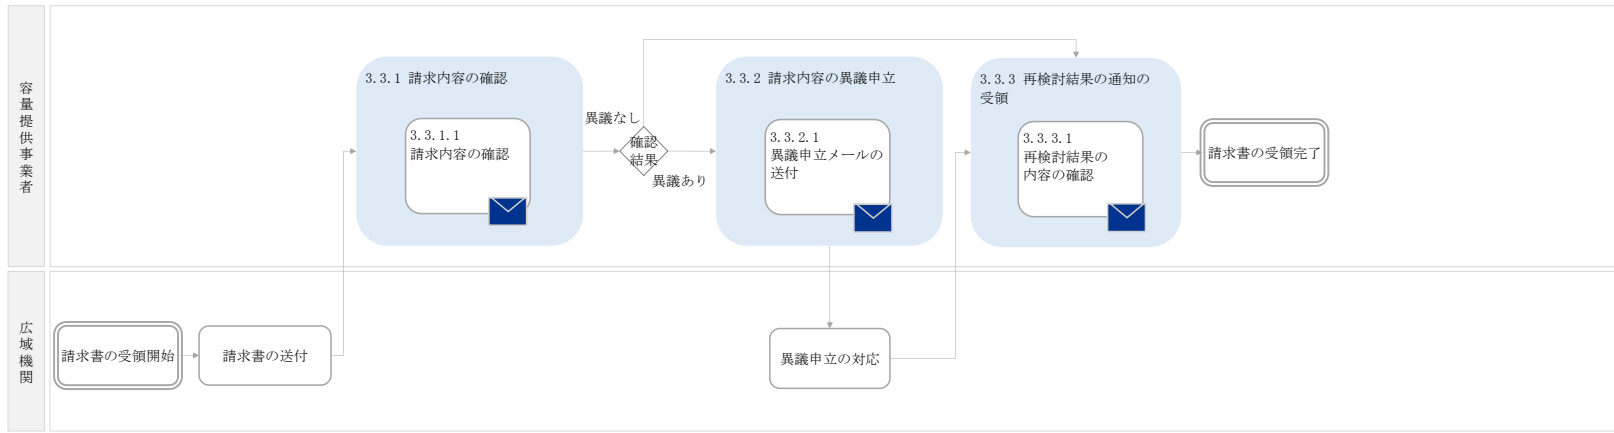 容量提供事業者
3.3.1 請求内容の確認
3.3.1.1
請求内容の確認
異議なし
確認
結果
異議あり
3.3.2 請求内容の異議申立
3.3.2.1
異議申立メールの
送付
3.3.3 再検討結果の通知の
受領
3.3.3.1
再検討結果の
内容の確認
請求書の受領完了
広域機関
請求書の受領開始
請求書の送付
異議申立の対応